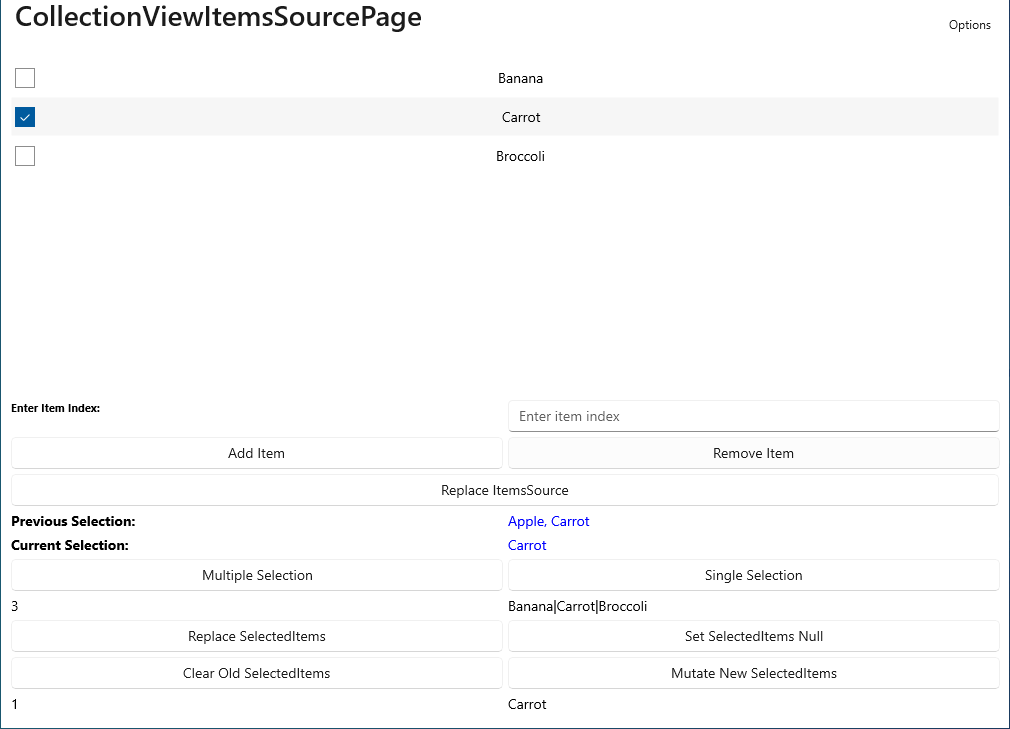 CollectionViewItemsSourcePage
Options
Banana
Carrot
Broccoli
Enter Item Index:
Enter item index
Add Item
Remove Item
Replace ItemsSource
Previous Selection:
Apple, Carrot
Current Selection:
Carrot
Multiple Selection
Single Selection
3
Banana|Carrot|Broccoli
Replace SelectedItems
Set SelectedItems Null
Clear Old SelectedItems
Mutate New SelectedItems
1
Carrot